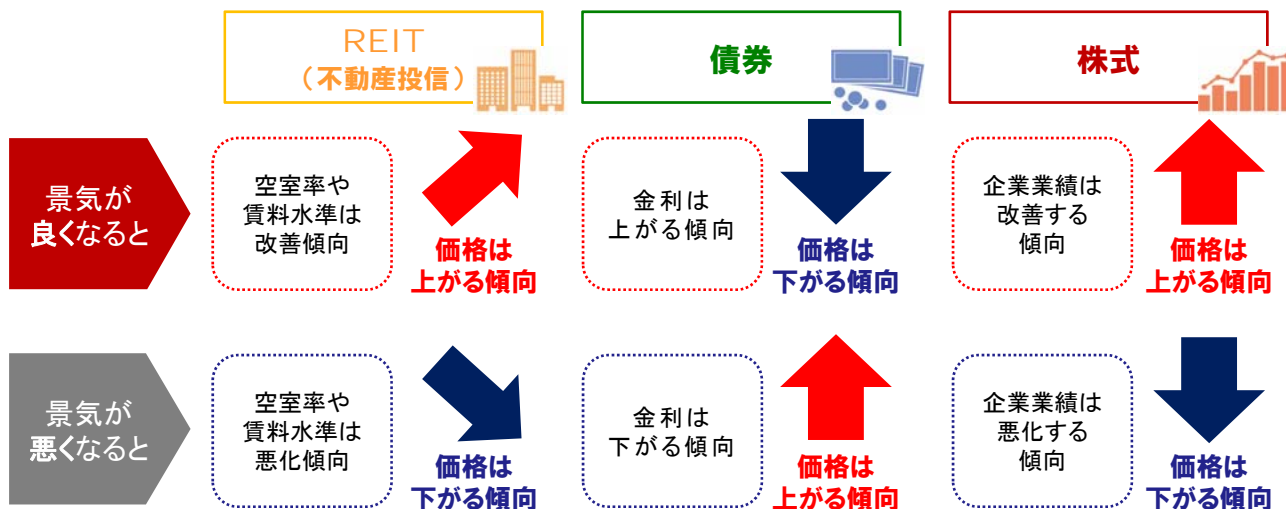 REIT
（不動産投信）
債券
株式
景気が
良くなると
空室率や
賃料水準は
改善傾向
価格は
上がる傾向
金利は
上がる傾向
価格は
下がる傾向
企業業績は
改善する
傾向
価格は
上がる傾向
景気が
悪くなると
空室率や
賃料水準は
悪化傾向
価格は
下がる傾向
金利は
下がる傾向
価格は
上がる傾向
企業業績は
悪化する
傾向
価格は
下がる傾向